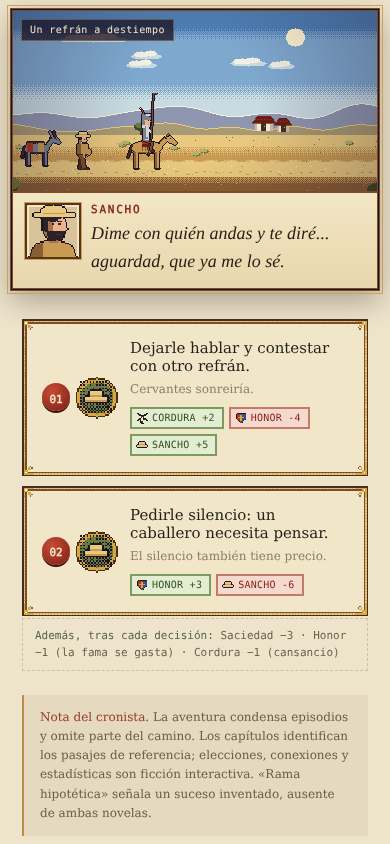 Un refrán a destiempo
SANCHO
Dime con quién andas y te diré...
aguardad, que ya me lo sé.
01
Dejarle hablar y contestar
con otro refrán.
Cervantes sonreiría.
CORDURA +2
HONOR -4
SANCHO +5
02
Pedirle silencio: un
caballero necesita pensar.
El silencio también tiene precio.
HONOR +3
SANCHO -6
Además, tras cada decisión: Saciedad −3 · Honor
−1 (la fama se gasta) · Cordura −1 (cansancio)
Nota del cronista. La aventura condensa episodios
y omite parte del camino. Los capítulos identifican
los pasajes de referencia; elecciones, conexiones y
estadísticas son ficción interactiva. «Rama
hipotética» señala un suceso inventado, ausente
de ambas novelas.